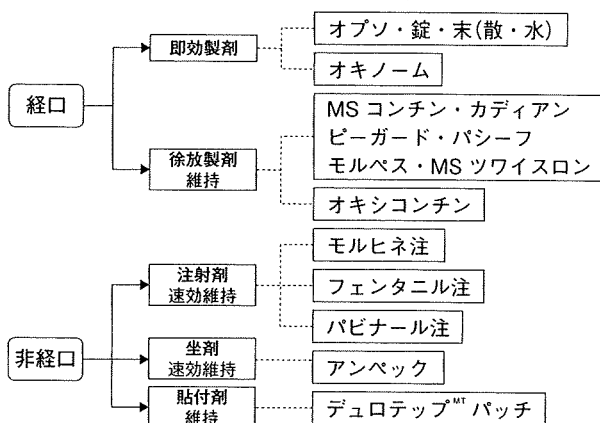 経口
即効製剤
オプソ・錠・末(散・水)
オキノーム
徐放製剤
維持
MS コンチン・カディアン
ピーガード・パシーフ
モルペス・MS ツワイスロン
オキシコンチン
非経口
注射剤
速効維持
モルヒネ注
フェンタニル注
パビナール注
坐剤
速効維持
アンペック
貼付剤
維持
デュロテップMT パッチ